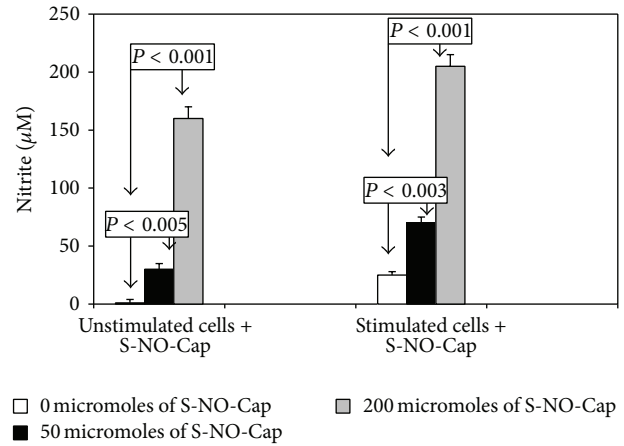 250
200
150
100
50
0
Nitrite (μM)
P < 0.001
P < 0.005
P < 0.001
P < 0.003
Unstimulated cells +
S-NO-Cap
Stimulated cells +
S-NO-Cap
0 micromoles of S-NO-Cap
50 micromoles of S-NO-Cap
200 micromoles of S-NO-Cap